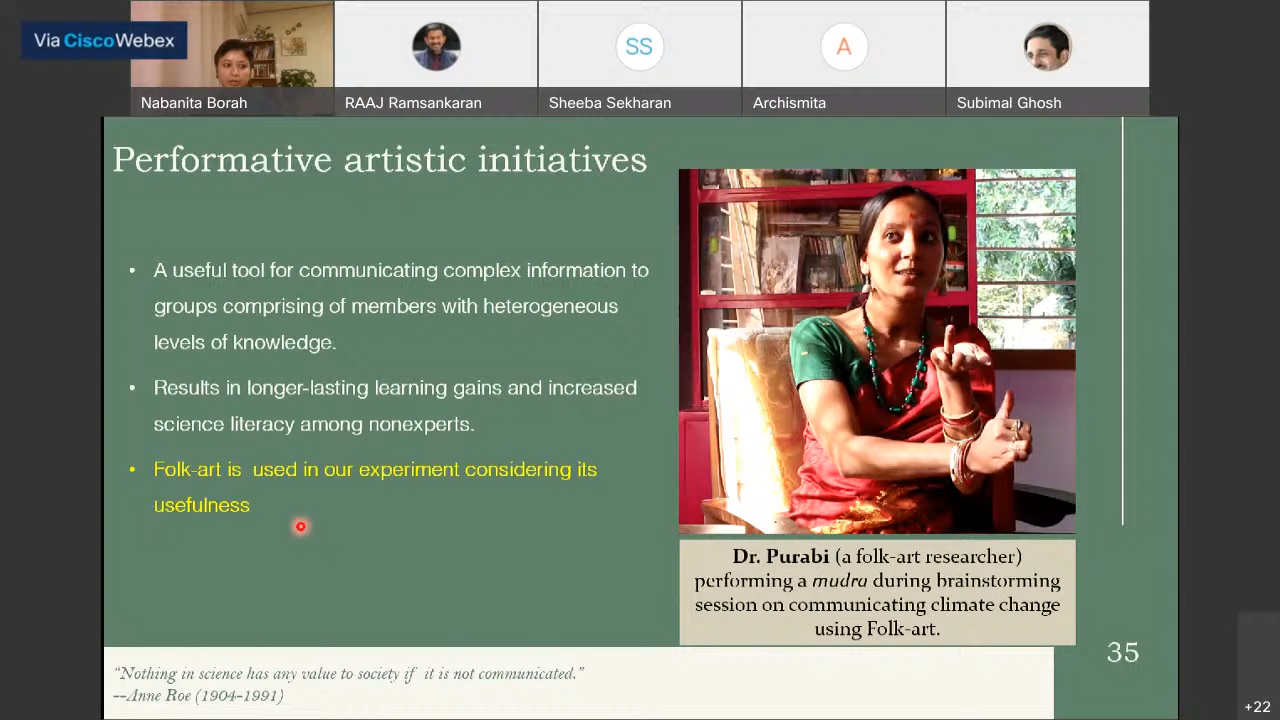 Via Cisco Webex
Nabanita Borah
RAAJ Ramsankaran
SS
Sheeba Sekharan
A
Archismita
Subimal Ghosh
Performative artistic initiatives
• A useful tool for communicating complex information to
groups comprising of members with heterogeneous
levels of knowledge.
• Results in longer-lasting learning gains and increased
science literacy among nonexperts.
• Folk-art is used in our experiment considering its
usefulness
Dr. Purabi (a folk-art researcher)
performing a mudra during brainstorming
session on communicating climate change
using Folk-art.
35
“Nothing in science has any value to society if it is not communicated.”
--Anne Roe (1904-1991)
+22